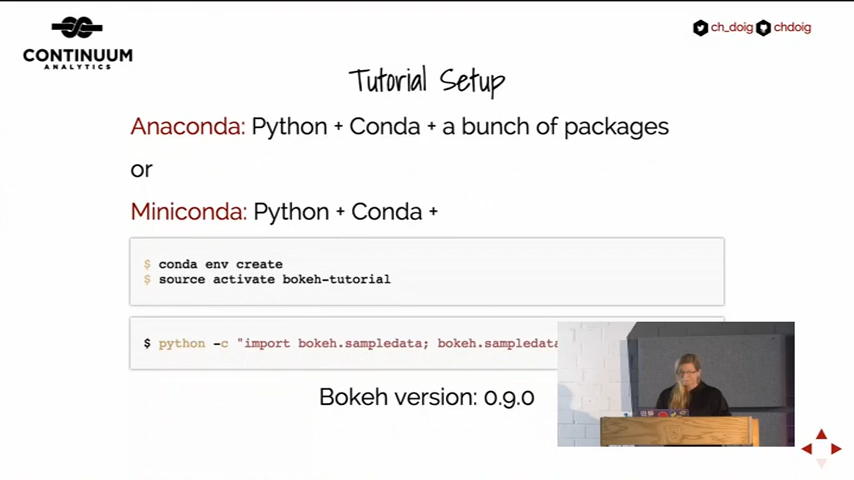 CONTINUUM
ANALYTICS
ch_doig chdoig
Tutorial Setup
Anaconda: Python + Conda + a bunch of packages
or
Miniconda: Python + Conda +
$ conda env create
$ source activate bokeh-tutorial
$ python -c "import bokeh.sampledata; bokeh.sampledata
Bokeh version: 0.9.0